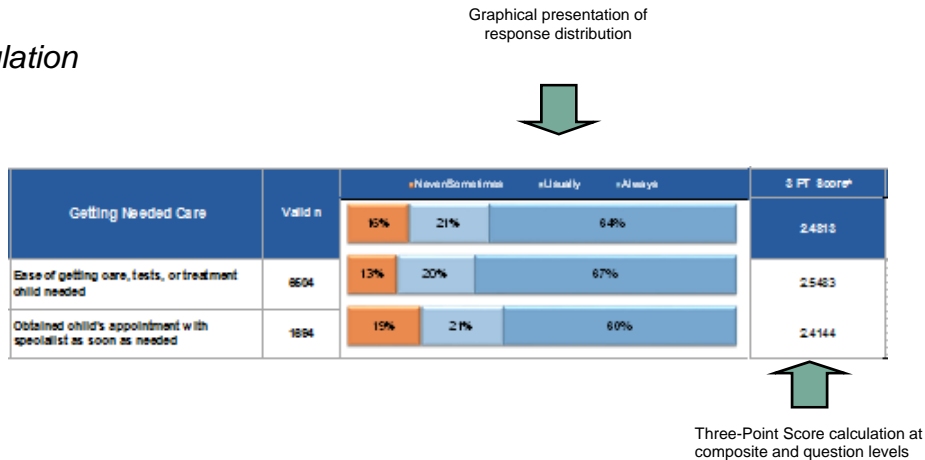 Graphical presentation of
response distribution
ulation
Getting Needed Care
Valid n
Never/Sometimes Usually Always
3 PT Score*
16% 21% 64%
2.4813
Ease of getting care, tests, or treatment
child needed
6504
13% 20% 67%
2.5483
Obtained child's appointment with
specialist as soon as needed
1894
19% 21% 60%
2.4144
Three-Point Score calculation at
composite and question levels